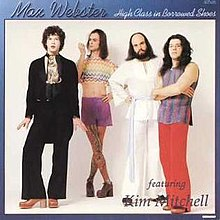 Max Webster
High Class in Borrowed Shoes
featuring
Kim Mitchell